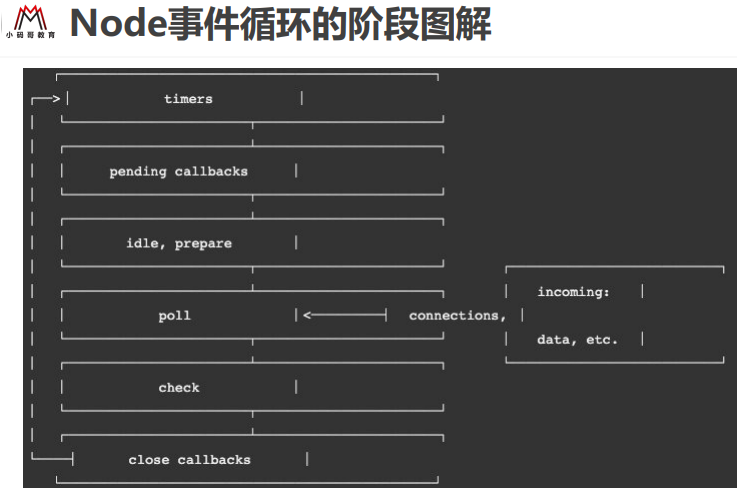 小码哥教育
Node事件循环的阶段图解
timers
pending callbacks
idle, prepare
incoming:
poll
connections,
data, etc.
check
close callbacks